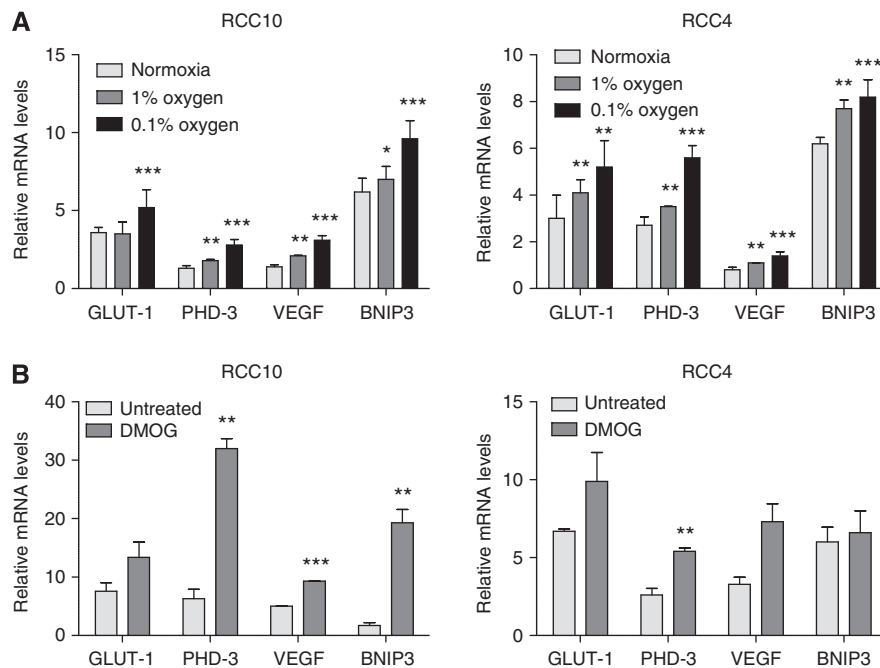 A
RCC10
RCC4
Relative mRNA levels
15
10
5
0
Normoxia
1% oxygen
0.1% oxygen
***
** ***
** ***
* ***
GLUT-1 PHD-3 VEGF BNIP3
Relative mRNA levels
10
8
6
4
2
0
Normoxia
1% oxygen
0.1% oxygen
** **
** ***
** ***
** ***
GLUT-1 PHD-3 VEGF BNIP3
B
RCC10
RCC4
Relative mRNA levels
40
30
20
10
0
Untreated
DMOG
**
***
**
GLUT-1 PHD-3 VEGF BNIP3
Relative mRNA levels
15
10
5
0
Untreated
DMOG
**
GLUT-1 PHD-3 VEGF BNIP3